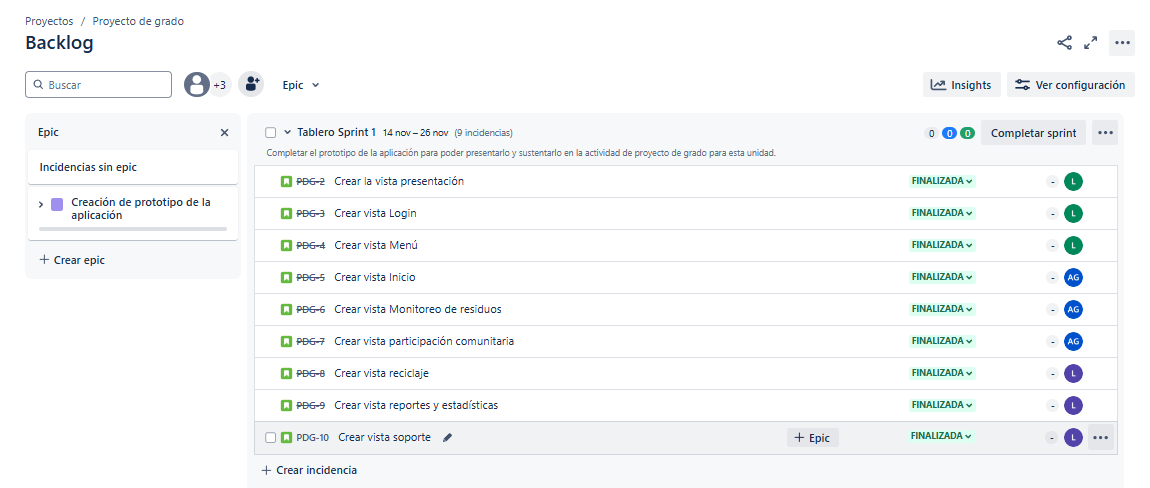 Proyectos / Proyecto de grado
Backlog
Buscar
+3
Epic
Insights
Ver configuración
Epic
Incidencias sin epic
Creación de prototipo de la
aplicación
+ Crear epic
Tablero Sprint 1 14 nov – 26 nov (9 incidencias)
0 0 0 Completar sprint
Completar el prototipo de la aplicación para poder presentarlo y sustentarlo en la actividad de proyecto de grado para esta unidad.
PDG-2 Crear la vista presentación FINALIZADA - L
PDG-3 Crear vista Login FINALIZADA - L
PDG-4 Crear vista Menú FINALIZADA - L
PDG-5 Crear vista Inicio FINALIZADA - AG
PDG-6 Crear vista Monitoreo de residuos FINALIZADA - AG
PDG-7 Crear vista participación comunitaria FINALIZADA - AG
PDG-8 Crear vista reciclaje FINALIZADA - L
PDG-9 Crear vista reportes y estadísticas FINALIZADA - L
PDG-10 Crear vista soporte + Epic FINALIZADA - L
+ Crear incidencia